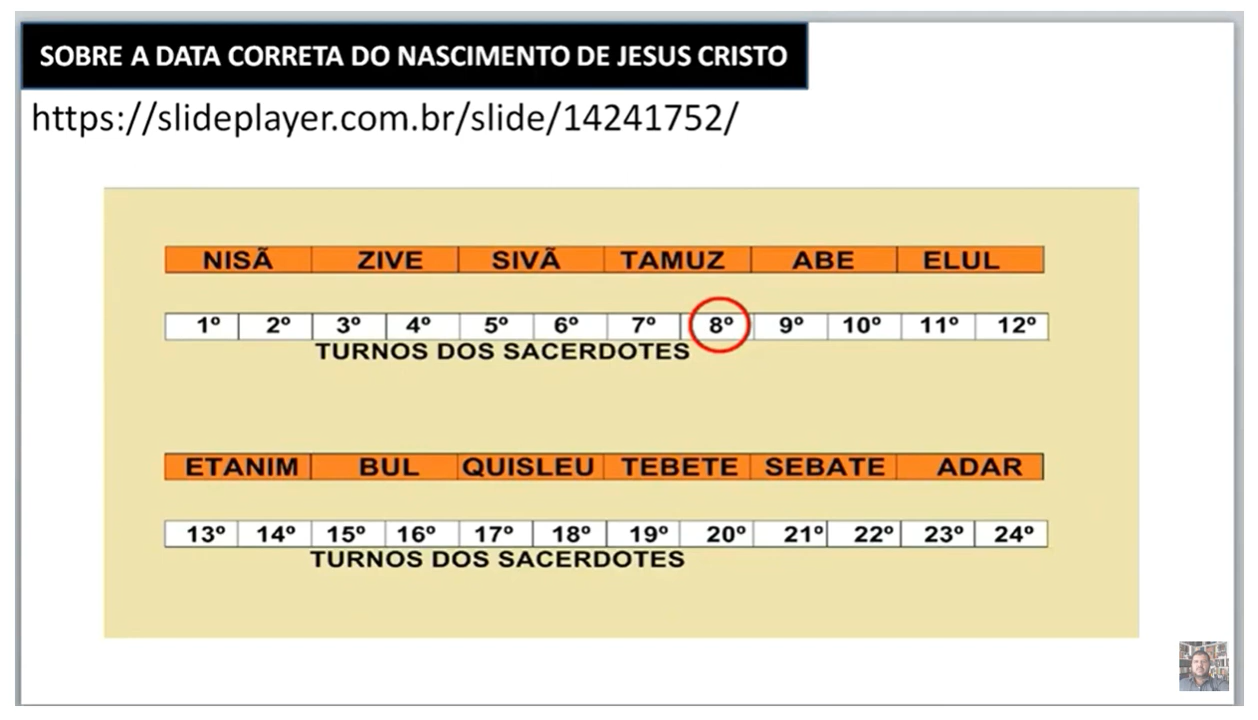 SOBRE A DATA CORRETA DO NASCIMENTO DE JESUS CRISTO
https://slideplayer.com.br/slide/14241752/
NISÃ ZIVE SIVÃ TAMUZ ABE ELUL
1º 2º 3º 4º 5º 6º 7º 8º 9º 10º 11º 12º
TURNOS DOS SACERDOTES
ETANIM BUL QUISLEU TEBETE SEBATE ADAR
13º 14º 15º 16º 17º 18º 19º 20º 21º 22º 23º 24º
TURNOS DOS SACERDOTES